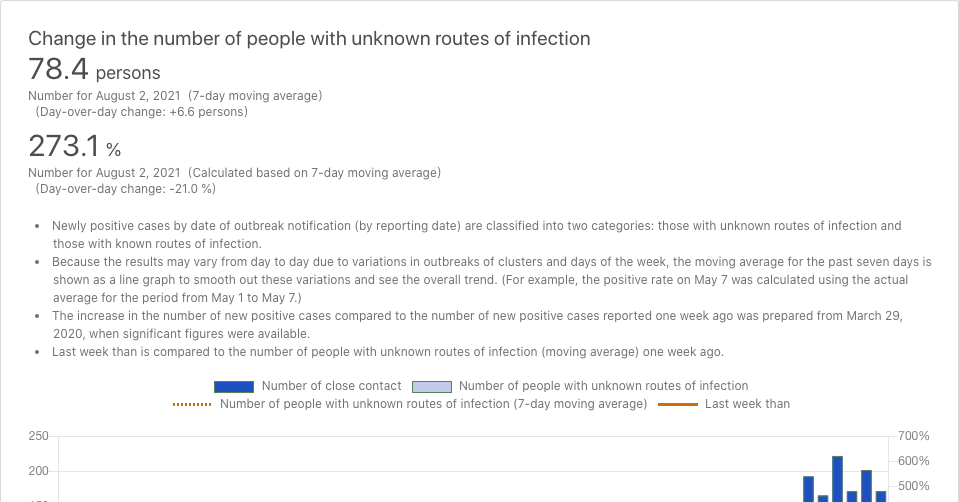 Change in the number of people with unknown routes of infection
78.4 persons
Number for August 2, 2021 (7-day moving average)
(Day-over-day change: +6.6 persons)
273.1 %
Number for August 2, 2021 (Calculated based on 7-day moving average)
(Day-over-day change: -21.0 %)
• Newly positive cases by date of outbreak notification (by reporting date) are classified into two categories: those with unknown routes of infection and
those with known routes of infection.
• Because the results may vary from day to day due to variations in outbreaks of clusters and days of the week, the moving average for the past seven days is
shown as a line graph to smooth out these variations and see the overall trend. (For example, the positive rate on May 7 was calculated using the actual
average for the period from May 1 to May 7.)
• The increase in the number of new positive cases compared to the number of new positive cases reported one week ago was prepared from March 29,
2020, when significant figures were available.
• Last week than is compared to the number of people with unknown routes of infection (moving average) one week ago.
Number of close contact Number of people with unknown routes of infection
Number of people with unknown routes of infection (7-day moving average) Last week than
250 700%
600%
200
500%